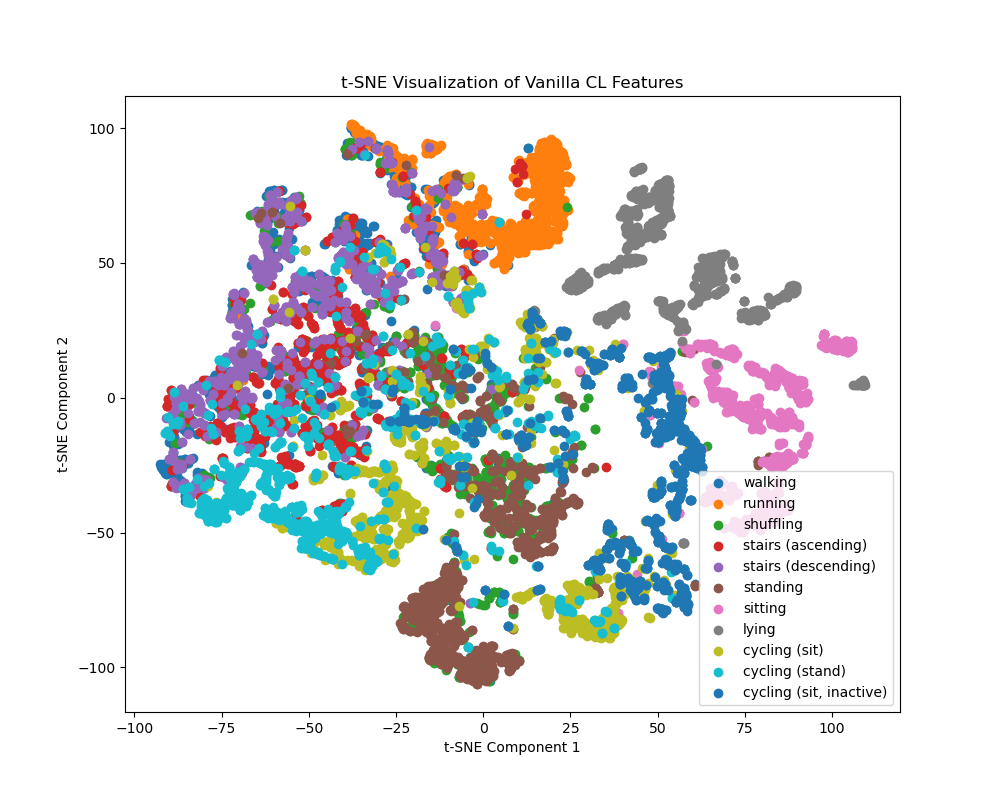 t-SNE Visualization of Vanilla CL Features
t-SNE Component 2
100
50
0
−50
−100
−100
−75
−50
−25
0
25
50
75
100
t-SNE Component 1
walking
running
shuffling
stairs (ascending)
stairs (descending)
standing
sitting
lying
cycling (sit)
cycling (stand)
cycling (sit, inactive)